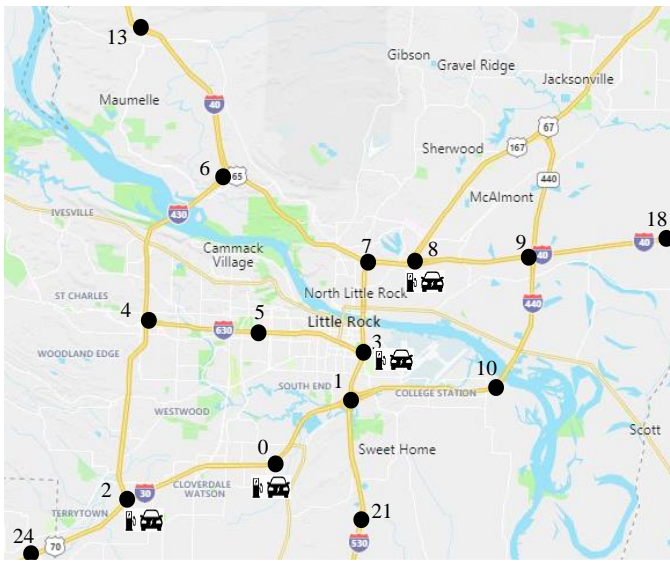 13
Gibson
Gravel Ridge
Jacksonville
Maumelle
40
67
167
Sherwood
6
65
440
McAlmont
IVESVILLE
430
18
Cammack
Village
7
8
9
40
40
North Little Rock
ST CHARLES
440
4
630
5
Little Rock
3
WOODLAND EDGE
SOUTH END
1
10
COLLEGE STATION
WESTWOOD
Scott
0
Sweet Home
2
30
CLOVERDALE
WATSON
TERRYTOWN
21
24
70
530